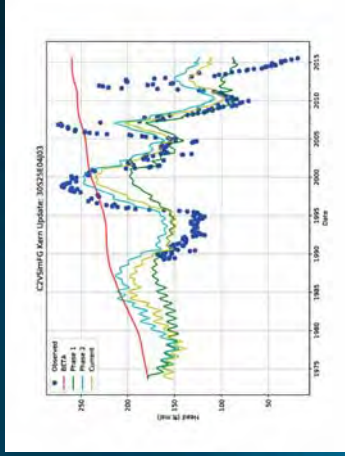 C2VSimFG Kern Update: 30S25E04J03
Observed
BETA
Phase 1
Phase 2
Current
Head (ft msl)
250
200
150
100
50
1975
1980
1985
1990
1995
2000
2005
2010
2015
Date